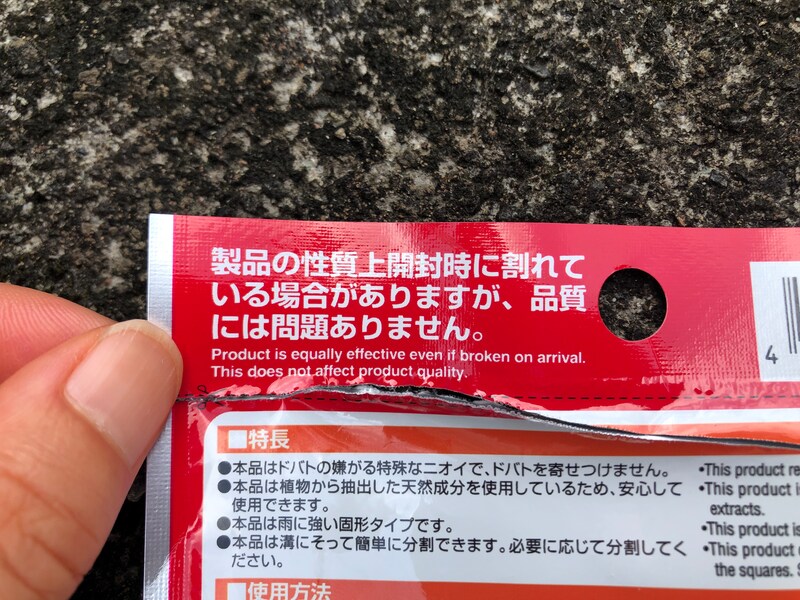 製品の性質上開封時に割れて
いる場合がありますが、品質
には問題ありません。
Product is equally effective even if broken on arrival.
This does not affect product quality.
4
■特長
●本品はドバトの嫌がる特殊なニオイで、ドバトを寄せつけません。
●本品は植物から抽出した天然成分を使用しているため、安心して
使用できます。
●本品は雨に強い固形タイプです。
●本品は溝にそって簡単に分割できます。必要に応じて分割してく
ださい。
•This product re
•This product i
extracts.
•This product is
•This product
the squares. S
■使用方法